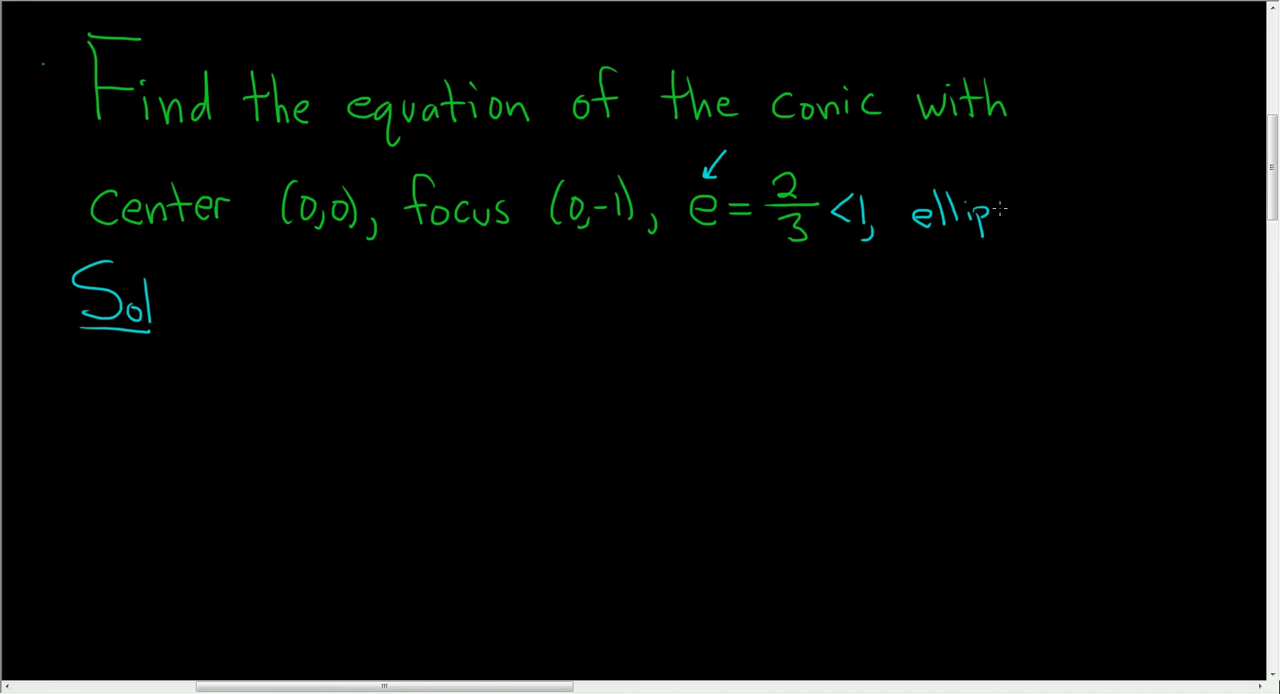 Find the equation of the conic with
center (0,0), focus (0,-1), e = 2/3 <1, ellip
Sol